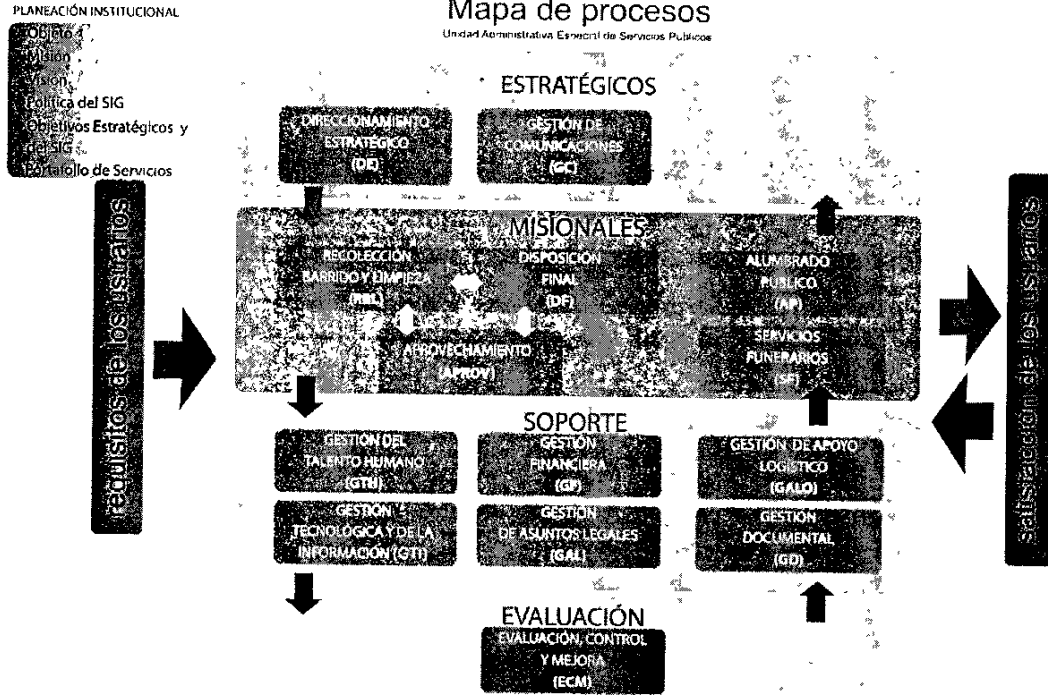 PLANEACIÓN INSTITUCIONAL
Objeto
Misión
Visión
Política del SIG
Objetivos Estratégicos y
del SIG
Portafolio de Servicios
Mapa de procesos
Unidad Administrativa Especial de Servicios Públicos
ESTRATÉGICOS
DIRECCIONAMIENTO
ESTRATÉGICO
(DE)
GESTIÓN DE
COMUNICACIONES
(GC)
requisitos de los usuarios
MISIONALES
RECOLECCIÓN
BARRIDO Y LIMPIEZA
(RBL)
DISPOSICIÓN
FINAL
(DF)
ALUMBRADO
PÚBLICO
(AP)
APROVECHAMIENTO
(APROV)
SERVICIOS
FUNERARIOS
(SF)
satisfacción de los usuarios
SOPORTE
GESTIÓN DEL
TALENTO HUMANO
(GTH)
GESTIÓN
FINANCIERA
(GF)
GESTIÓN DE APOYO
LOGÍSTICO
(GALO)
GESTIÓN
TECNOLÓGICA Y DE LA
INFORMACIÓN (GTI)
GESTIÓN
DE ASUNTOS LEGALES
(GAL)
GESTIÓN
DOCUMENTAL
(GD)
EVALUACIÓN
EVALUACIÓN, CONTROL
Y MEJORA
(ECM)